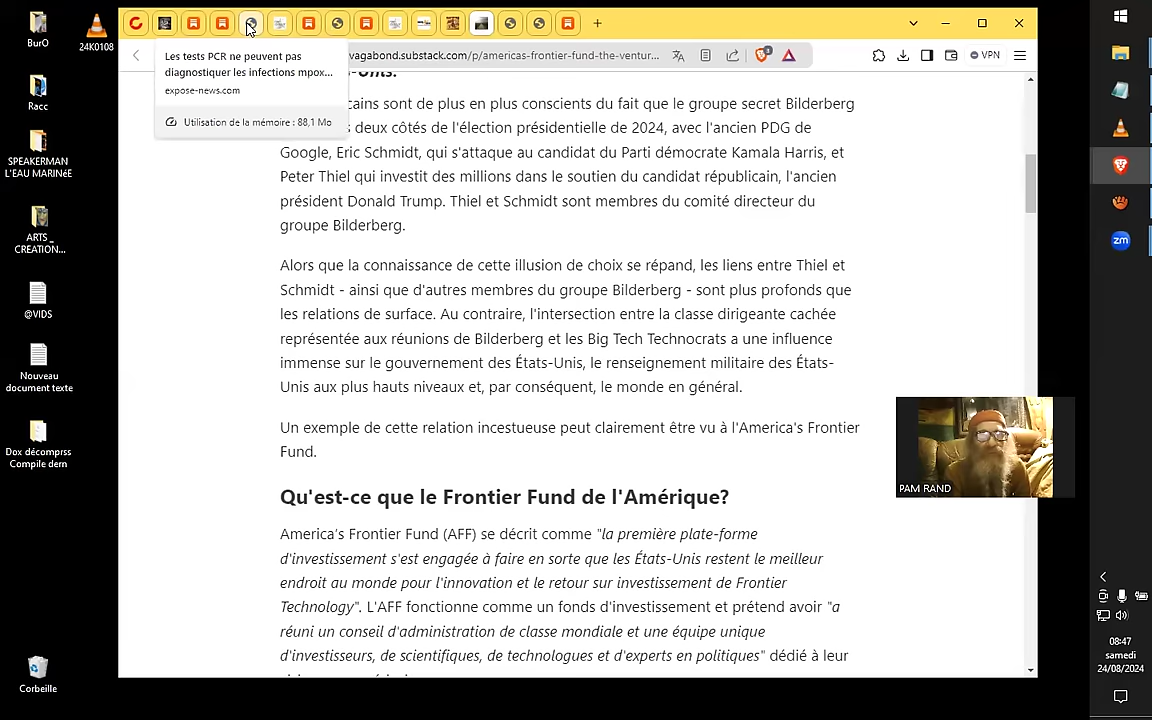 BurO
24K0108
Racc
SPEAKERMAN
L'EAU MARINéE
ARTS_
CREATION...
@VIDS
Nouveau
document texte
Dox décomprss
Compile dern
Corbeille
Les tests PCR ne peuvent pas
diagnostiquer les infections mpox...
expose-news.com
Utilisation de la mémoire : 88,1 Mo
vagabond.substack.com/p/americas-frontier-fund-the-ventur...
VPN
-Unis.
cains sont de plus en plus conscients du fait que le groupe secret Bilderberg
s deux côtés de l'élection présidentielle de 2024, avec l'ancien PDG de
Google, Eric Schmidt, qui s'attaque au candidat du Parti démocrate Kamala Harris, et
Peter Thiel qui investit des millions dans le soutien du candidat républicain, l'ancien
président Donald Trump. Thiel et Schmidt sont membres du comité directeur du
groupe Bilderberg.
Alors que la connaissance de cette illusion de choix se répand, les liens entre Thiel et
Schmidt - ainsi que d'autres membres du groupe Bilderberg - sont plus profonds que
les relations de surface. Au contraire, l'intersection entre la classe dirigeante cachée
représentée aux réunions de Bilderberg et les Big Tech Technocrats a une influence
immense sur le gouvernement des États-Unis, le renseignement militaire des États-
Unis aux plus hauts niveaux et, par conséquent, le monde en général.
Un exemple de cette relation incestueuse peut clairement être vu à l'America's Frontier
Fund.
Qu'est-ce que le Frontier Fund de l'Amérique?
America's Frontier Fund (AFF) se décrit comme "la première plate-forme
d'investissement s'est engagée à faire en sorte que les États-Unis restent le meilleur
endroit au monde pour l'innovation et le retour sur investissement de Frontier
Technology". L'AFF fonctionne comme un fonds d'investissement et prétend avoir "a
réuni un conseil d'administration de classe mondiale et une équipe unique
d'investisseurs, de scientifiques, de technologues et d'experts en politiques" dédié à leur
PAM RAND
zm
08:47
samedi
24/08/2024